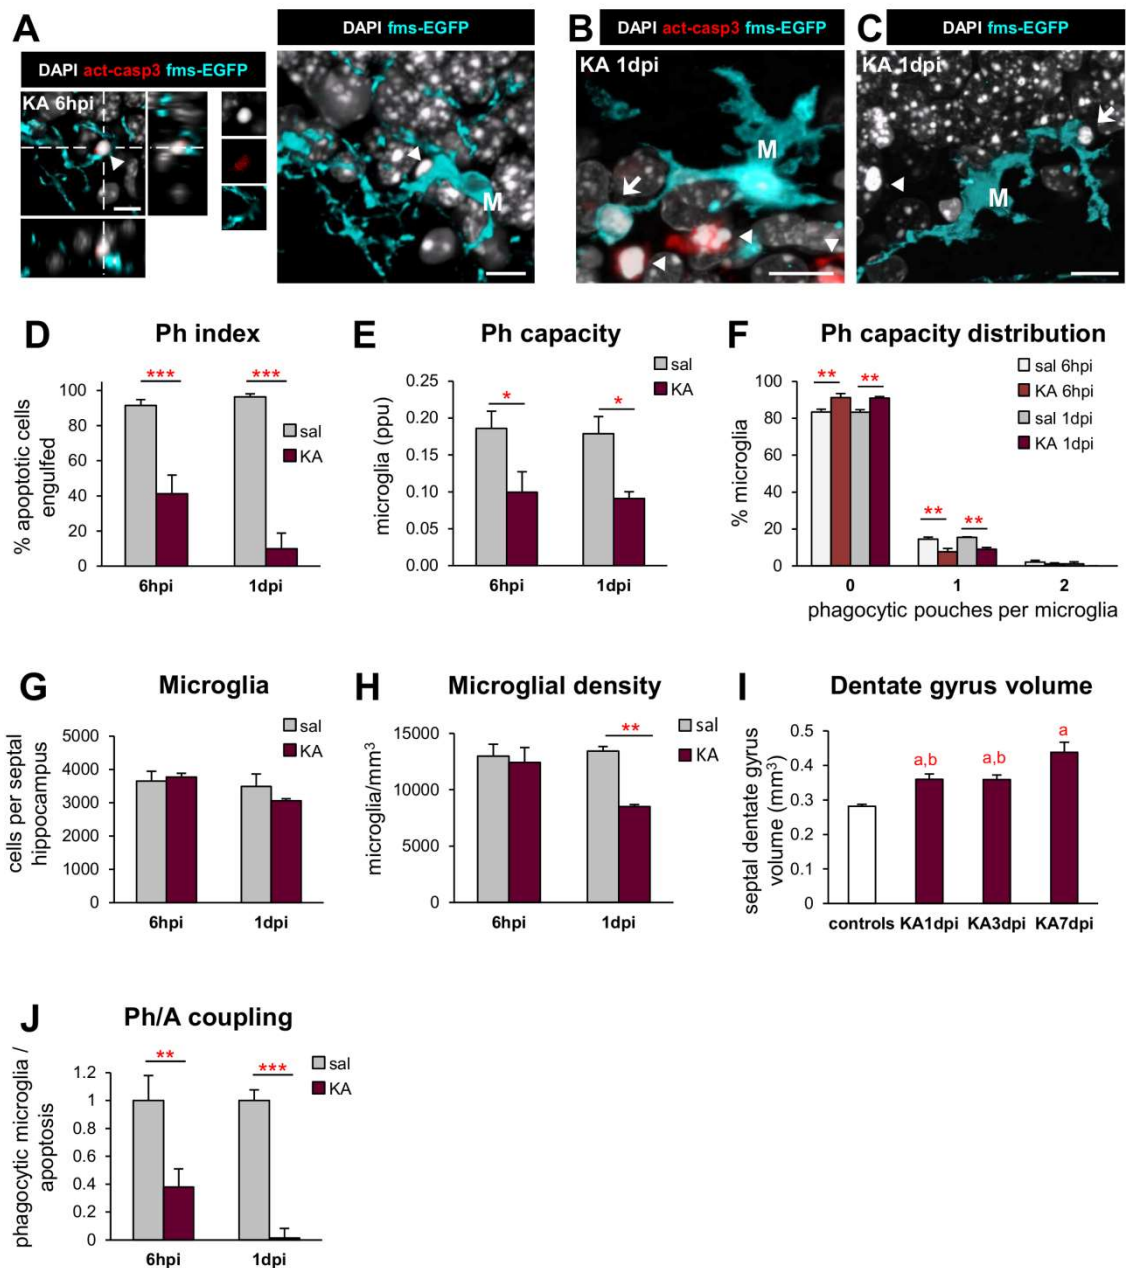 A
DAPI act-casp3 fms-EGFP
KA 6hpi
DAPI fms-EGFP
M
B
DAPI act-casp3 fms-EGFP
KA 1dpi
M
C
DAPI fms-EGFP
KA 1dpi
M
D
Ph index
***
***
100
80
60
40
20
0
% apoptotic cells
engulfed
6hpi
1dpi
sal
KA
E
Ph capacity
*
*
0.25
0.20
0.15
0.10
0.05
0.00
microglia (ppu)
6hpi
1dpi
sal
KA
F
Ph capacity distribution
**
**
**
**
100
80
60
40
20
0
% microglia
0
1
2
phagocytic pouches per microglia
sal 6hpi
KA 6hpi
sal 1dpi
KA 1dpi
G
Microglia
5000
4000
3000
2000
1000
0
cells per septal
hippocampus
6hpi
1dpi
sal
KA
H
Microglial density
**
15000
10000
5000
0
microglia/mm³
6hpi
1dpi
sal
KA
I
Dentate gyrus volume
a,b
a,b
a
0.5
0.4
0.3
0.2
0.1
0
septal dentate gyrus
volume (mm³)
controls
KA1dpi
KA3dpi
KA7dpi
J
Ph/A coupling
**
***
1.2
1
0.8
0.6
0.4
0.2
0
phagocytic microglia /
apoptosis
6hpi
1dpi
sal
KA